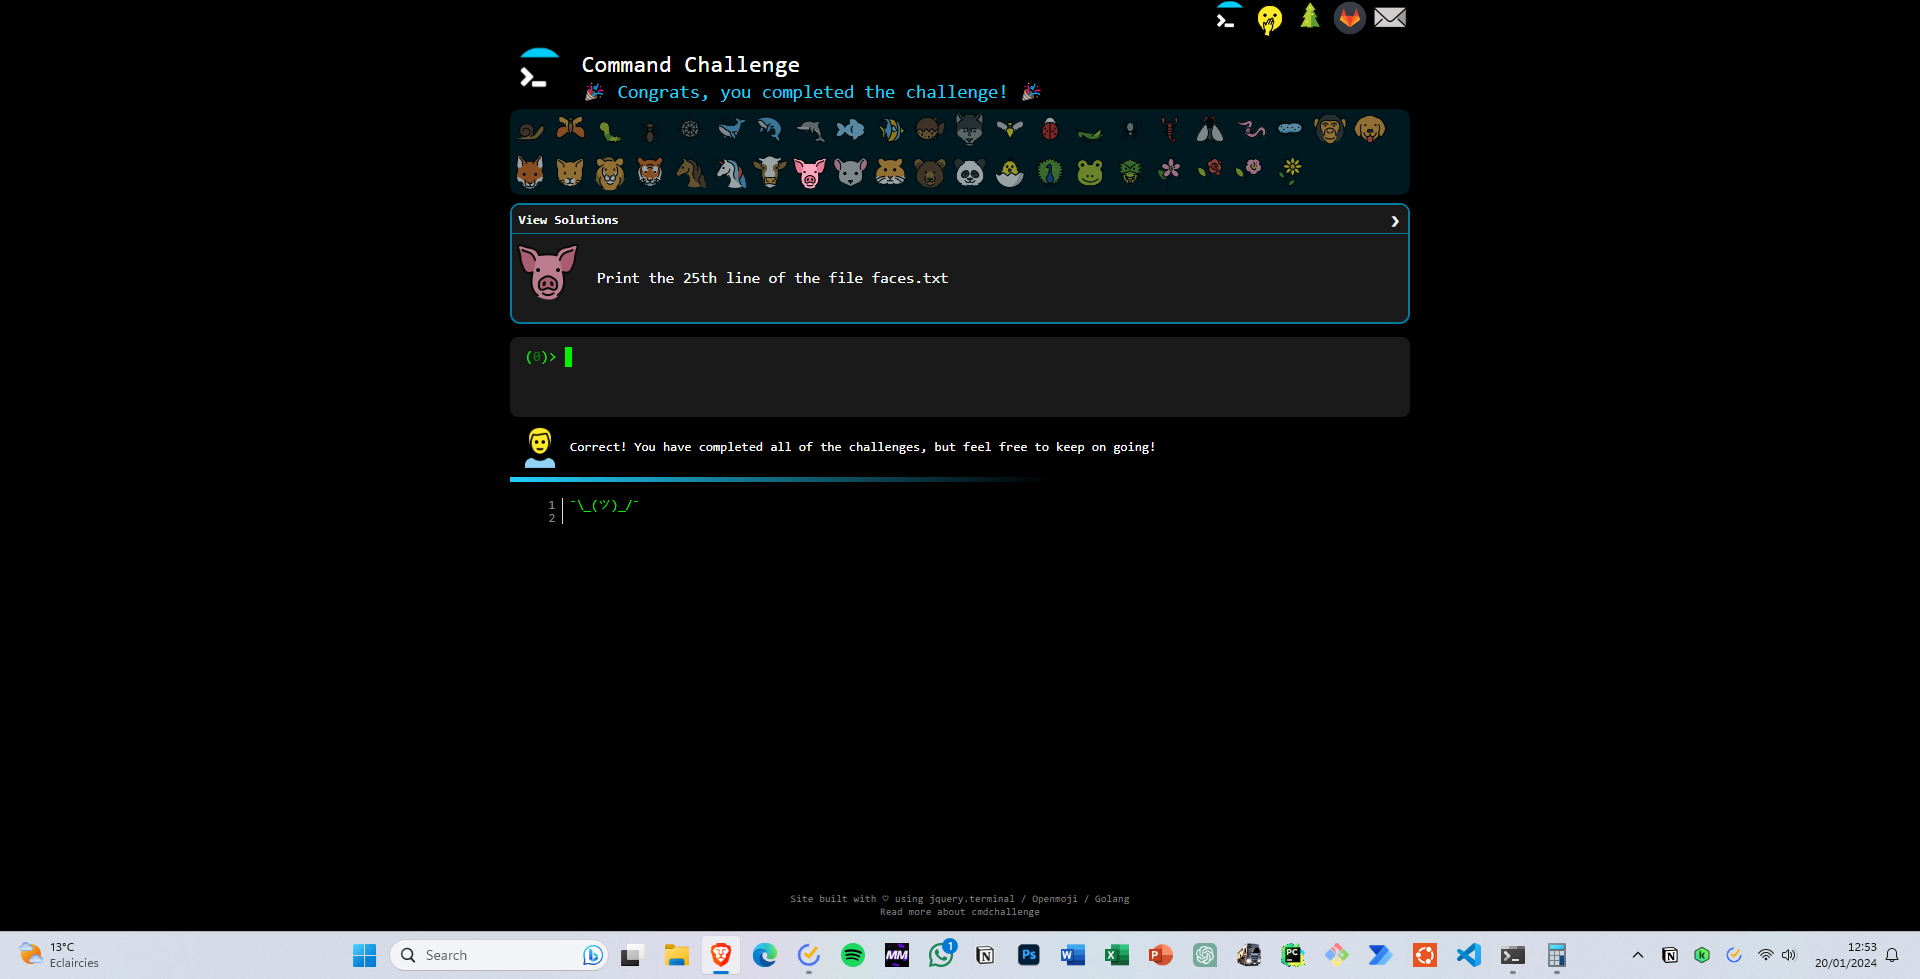 Command Challenge
🎉 Congrats, you completed the challenge! 🎉
View Solutions ❯
Print the 25th line of the file faces.txt
(0)>
Correct! You have completed all of the challenges, but feel free to keep on going!
1 ¯\_(ツ)_/¯
2
Site built with ♡ using jquery.terminal / Openmoji / Golang
Read more about cmdchallenge
13°C
Eclaircies
Search
1
12:53
20/01/2024